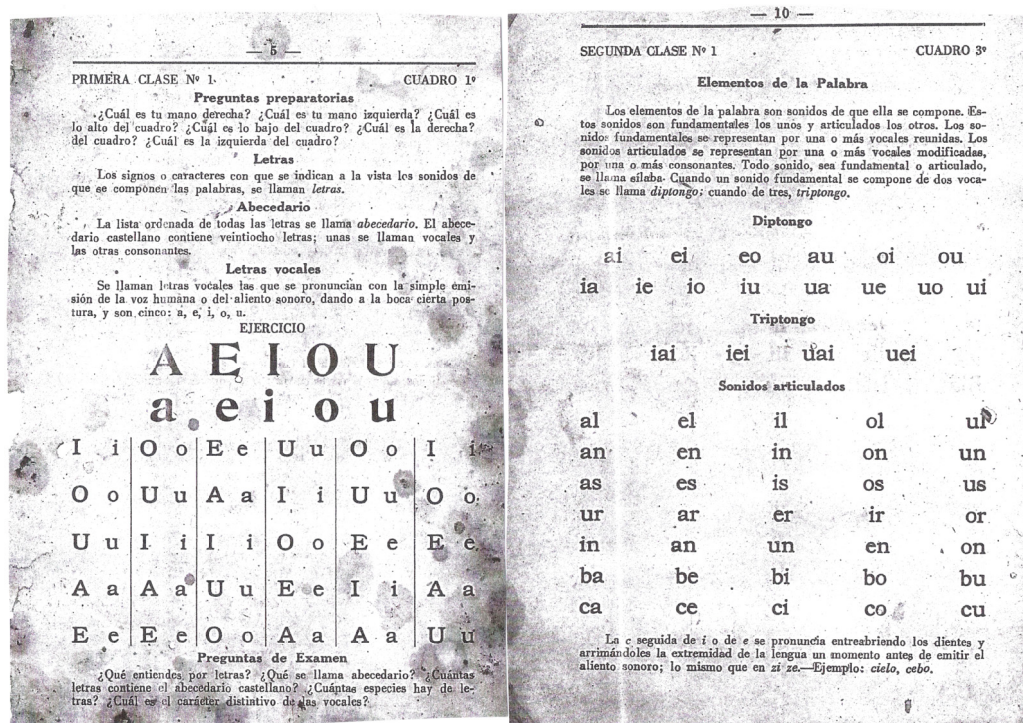 — 5 —
PRIMERA CLASE Nº 1. CUADRO 1º
Preguntas preparatorias
¿Cuál es tu mano derecha? ¿Cuál es tu mano izquierda? ¿Cuál es
lo alto del cuadro? ¿Cuál es lo bajo del cuadro? ¿Cuál es la derecha?
del cuadro? ¿Cuál es la izquierda del cuadro?
Letras
Los signos o caracteres con que se indican a la vista los sonidos de
que se componen las palabras, se llaman letras.
Abecedario
La lista ordenada de todas las letras se llama abecedario. El abece-
dario castellano contiene veintiocho letras; unas se llaman vocales y
las otras consonantes.
Letras vocales
Se llaman letras vocales las que se pronuncian con la simple emi-
sión de la voz humana o del aliento sonoro, dando a la boca cierta pos-
tura, y son cinco: a, e, i, o, u.
EJERCICIO
A E I O U
a e i o u
I i O o E e U u O o I i
O o U u A a I i U u O o
U u I i I i O o E e E e
A a A a U u E e I i A a
E e E e O o A a A a U u
Preguntas de Examen
¿Qué entiendes por letras? ¿Qué se llama abecedario? ¿Cuántas
letras contiene el abecedario castellano? ¿Cuántas especies hay de le-
tras? ¿Cuál es el carácter distintivo de las vocales?
— 10 —
SEGUNDA CLASE Nº 1 CUADRO 3º
Elementos de la Palabra
Los elementos de la palabra son sonidos de que ella se compone. Es-
tos sonidos son fundamentales los unos y articulados los otros. Los so-
nidos fundamentales se representan por una o más vocales reunidas. Los
sonidos articulados se representan por una o más vocales modificadas,
por una o más consonantes. Todo sonido, sea fundamental o articulado,
se llama sílaba. Cuando un sonido fundamental se compone de dos voca-
les se llama diptongo: cuando de tres, triptongo.
Diptongo
ai ei eo au oi ou
ia ie io iu ua ue uo ui
Triptongo
iai iei uai uei
Sonidos articulados
al el il ol ul
an en in on un
as es is os us
ur ar er ir or
in an un en on
ba be bi bo bu
ca ce ci co cu
La c seguida de i o de e se pronuncia entreabriendo los dientes y
arrimándoles la extremidad de la lengua un momento antes de emitir el
aliento sonoro; lo mismo que en zi ze.—Ejemplo: cielo, cebo.